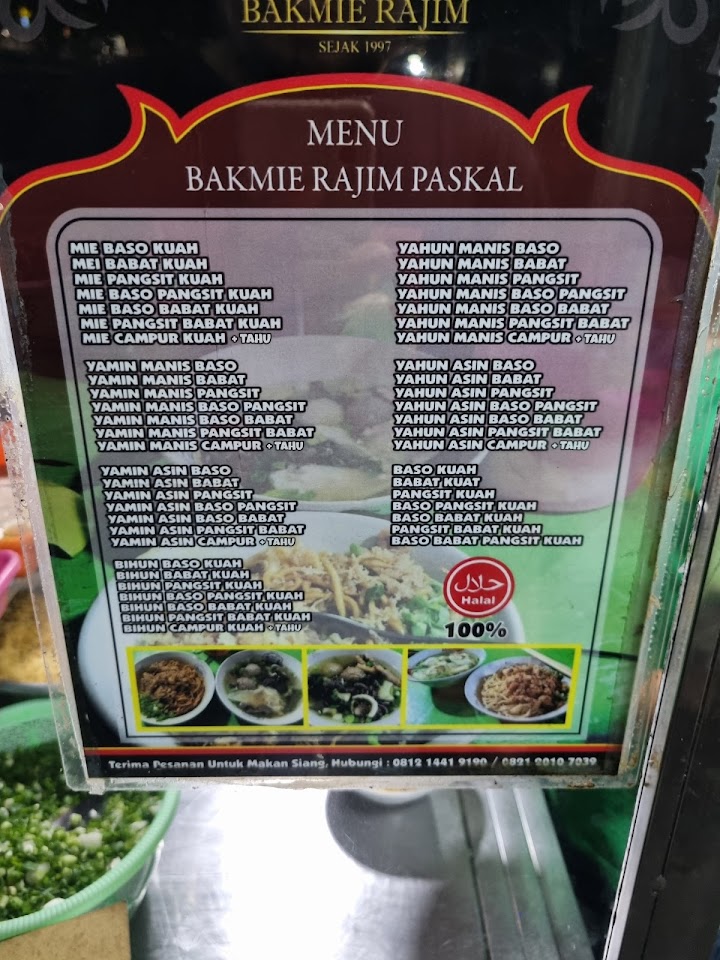 BAKMIE RAJIM
SEJAK 1997
MENU
BAKMIE RAJIM PASKAL
MIE BASO KUAH
MEI BABAT KUAH
MIE PANGSIT KUAH
MIE BASO PANGSIT KUAH
MIE BASO BABAT KUAH
MIE PANGSIT BABAT KUAH
MIE CAMPUR KUAH + TAHU
YAMIN MANIS BASO
YAMIN MANIS BABAT
YAMIN MANIS PANGSIT
YAMIN MANIS BASO PANGSIT
YAMIN MANIS BASO BABAT
YAMIN MANIS PANGSIT BABAT
YAMIN MANIS CAMPUR + TAHU
YAMIN ASIN BASO
YAMIN ASIN BABAT
YAMIN ASIN PANGSIT
YAMIN ASIN BASO PANGSIT
YAMIN ASIN BASO BABAT
YAMIN ASIN PANGSIT BABAT
YAMIN ASIN CAMPUR + TAHU
BIHUN BASO KUAH
BIHUN BABAT KUAH
BIHUN PANGSIT KUAH
BIHUN BASO PANGSIT KUAH
BIHUN BASO BABAT KUAH
BIHUN PANGSIT BABAT KUAH
BIHUN CAMPUR KUAH + TAHU
YAHUN MANIS BASO
YAHUN MANIS BABAT
YAHUN MANIS PANGSIT
YAHUN MANIS BASO PANGSIT
YAHUN MANIS BASO BABAT
YAHUN MANIS PANGSIT BABAT
YAHUN MANIS CAMPUR + TAHU
YAHUN ASIN BASO
YAHUN ASIN BABAT
YAHUN ASIN PANGSIT
YAHUN ASIN BASO PANGSIT
YAHUN ASIN BASO BABAT
YAHUN ASIN PANGSIT BABAT
YAHUN ASIN CAMPUR + TAHU
BASO KUAH
BABAT KUAT
PANGSIT KUAH
BASO PANGSIT KUAH
BASO BABAT KUAH
PANGSIT BABAT KUAH
BASO BABAT PANGSIT KUAH
حلال
Halal
100%
Terima Pesanan Untuk Makan Siang, Hubungi : 0812 1441 9190 / 0821 9010 7039